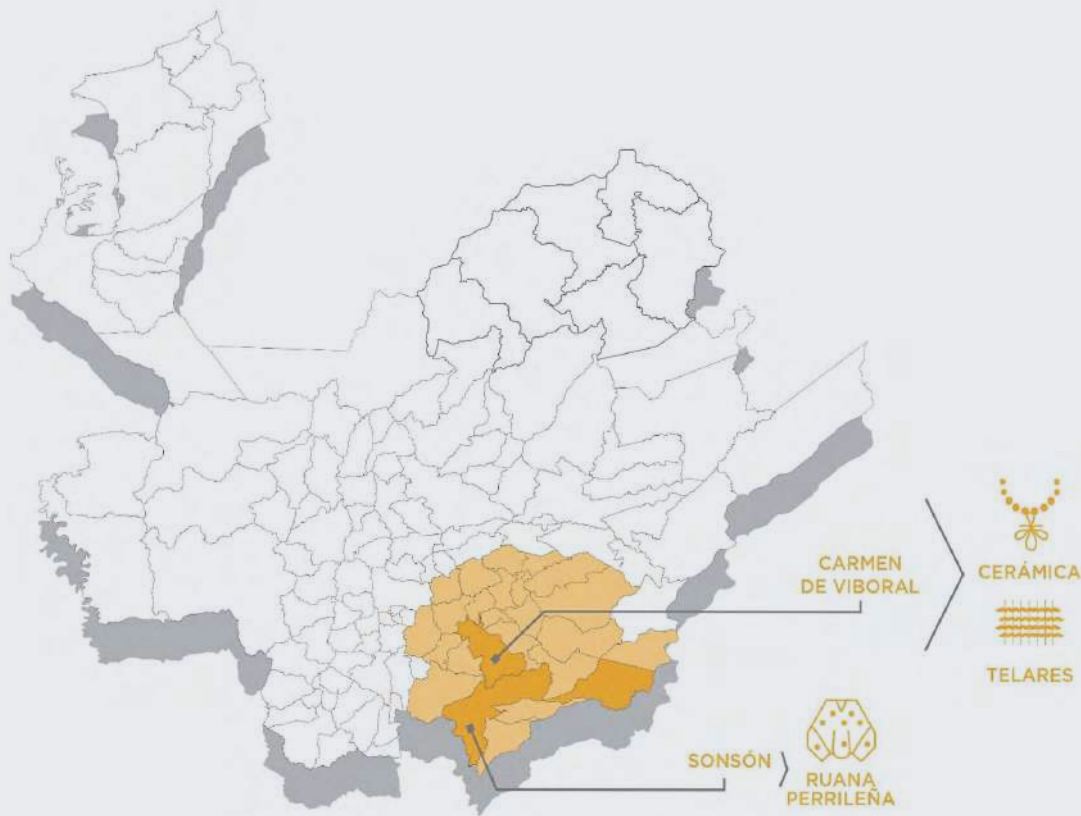 CARMEN
DE VIBORAL
CERÁMICA
TELARES
SONSÓN
RUANA
PERRILEÑA